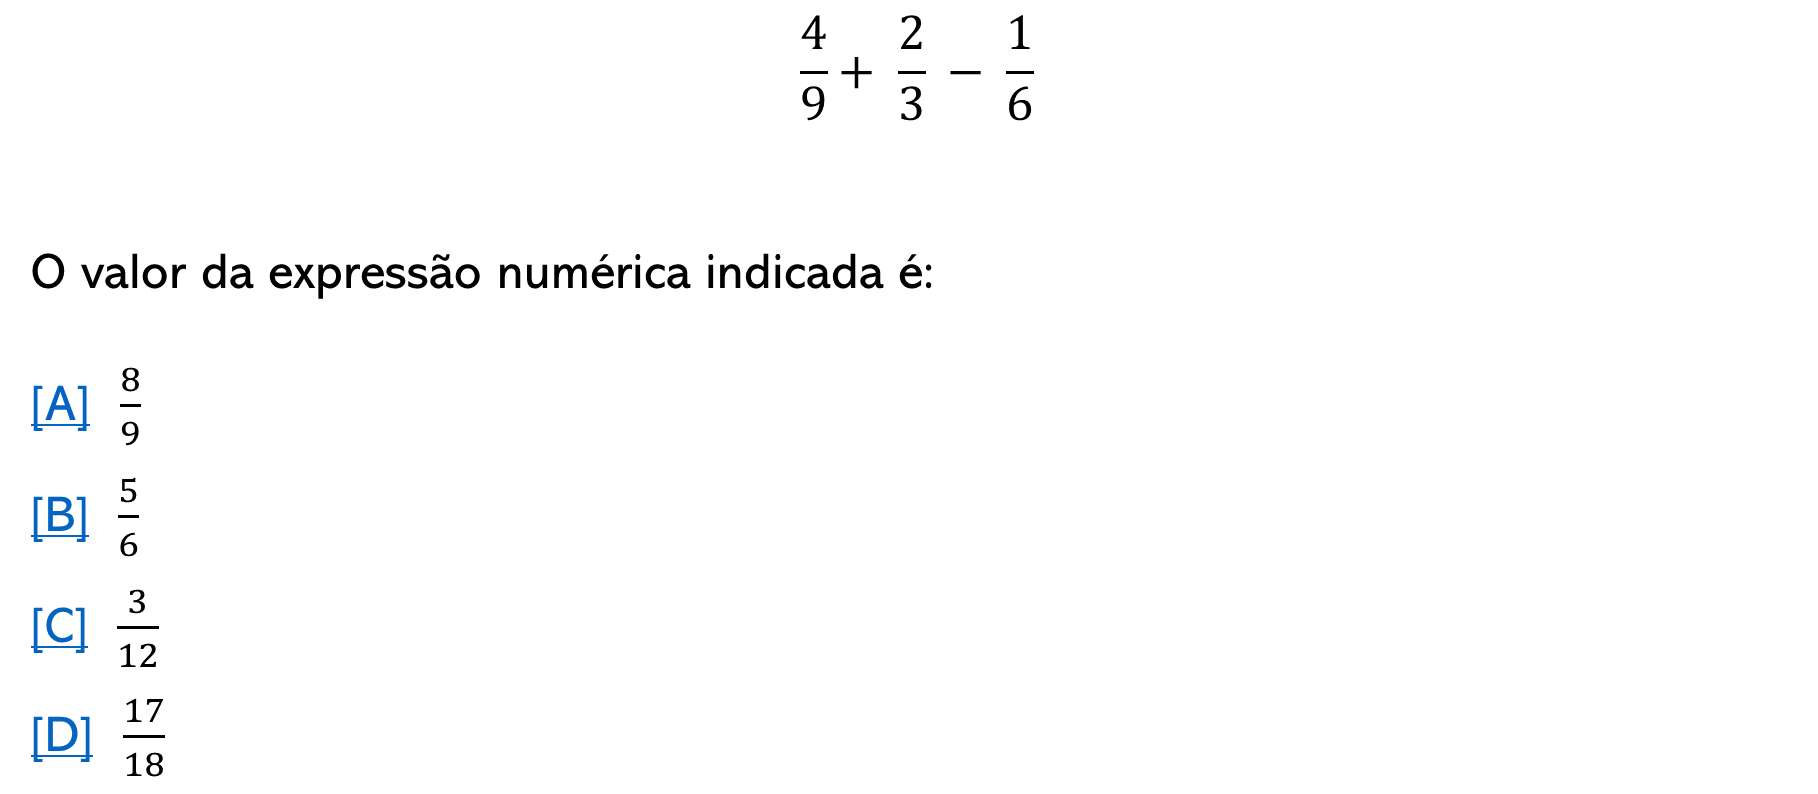 4/9 + 2/3 − 1/6
O valor da expressão numérica indicada é:
[A] 8/9
[B] 5/6
[C] 3/12
[D] 17/18